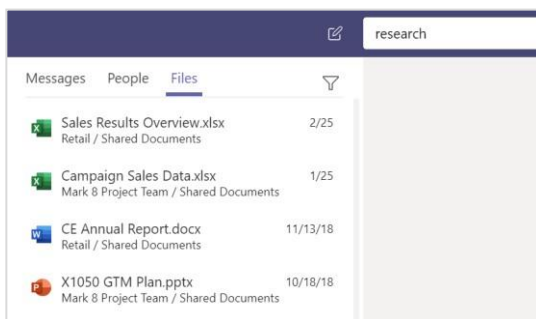 research
Messages People Files
Sales Results Overview.xlsx 2/25
Retail / Shared Documents
Campaign Sales Data.xlsx 1/25
Mark 8 Project Team / Shared Documents
CE Annual Report.docx 11/13/18
Retail / Shared Documents
X1050 GTM Plan.pptx 10/18/18
Mark 8 Project Team / Shared Documents